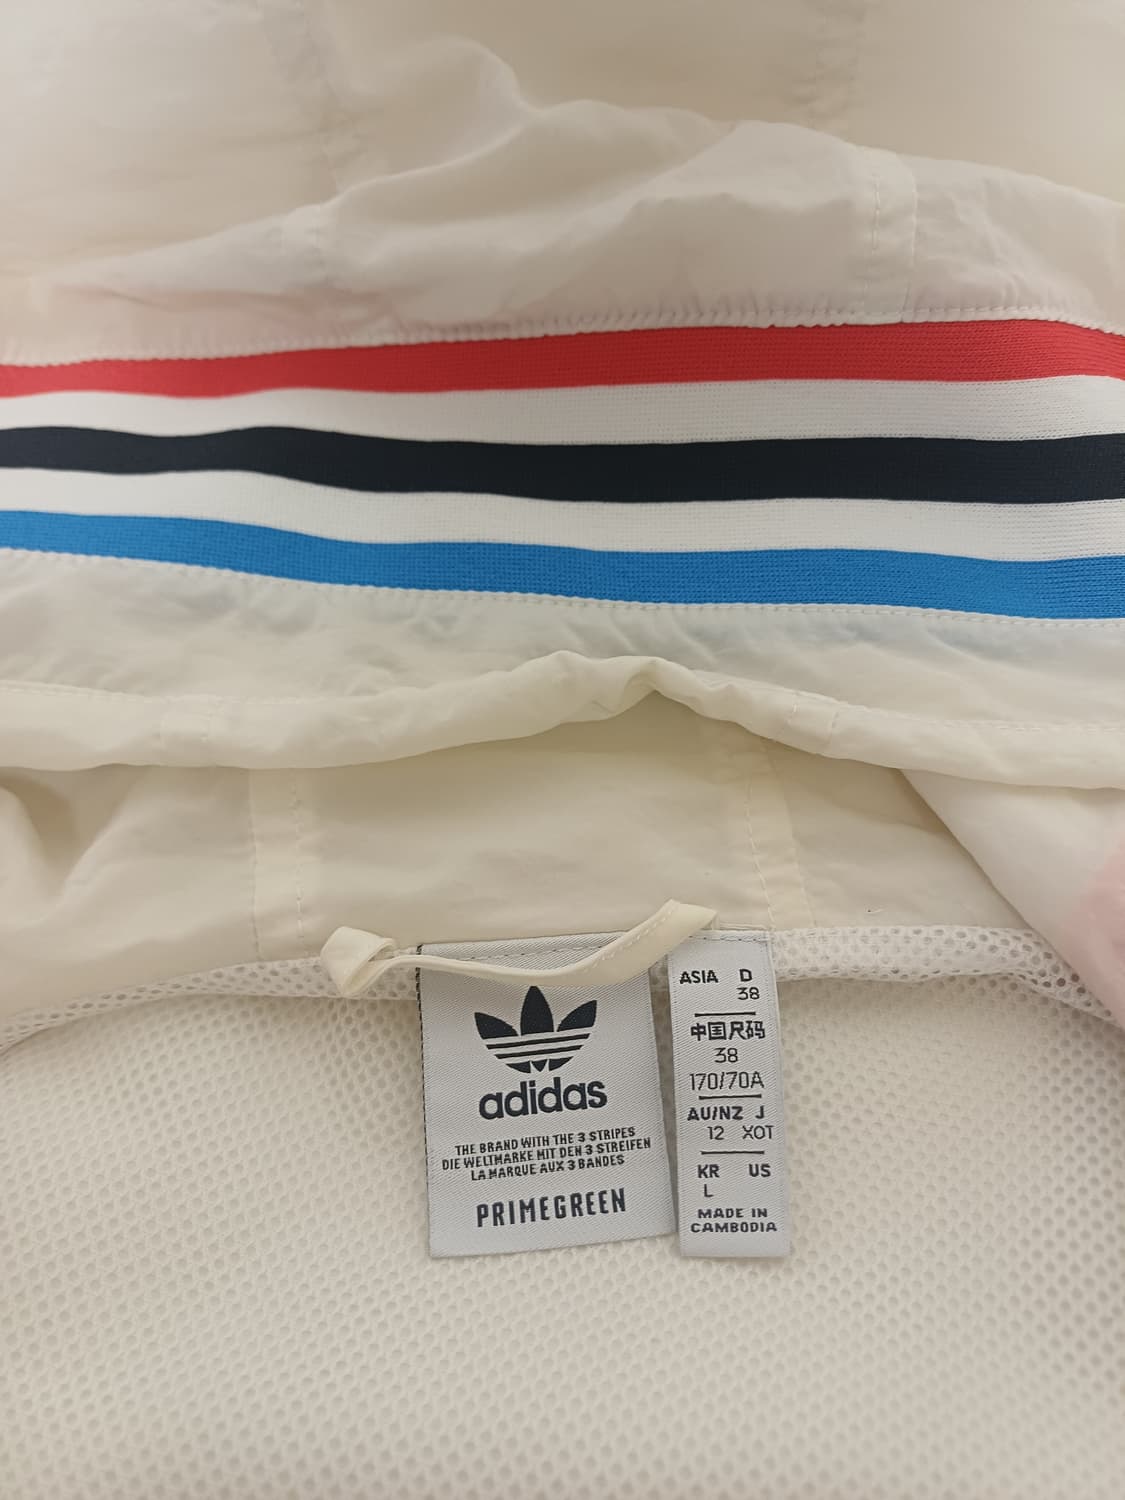 adidas
THE BRAND WITH THE 3 STRIPES
DIE WELTMARKE MIT DEN 3 STREIFEN
LA MARQUE AUX 3 BANDES
PRIMEGREEN
ASIA D
38
中国尺码
38
170/70A
AU/NZ J
12 XOT
KR US
L
MADE IN
CAMBODIA